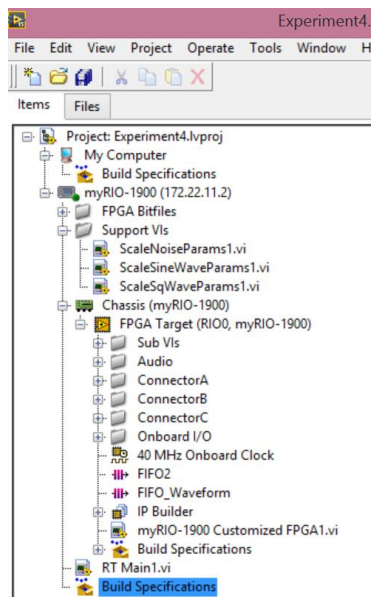 Experiment4.
File Edit View Project Operate Tools Window H
Items Files
Project: Experiment4.lvproj
My Computer
Build Specifications
myRIO-1900 (172.22.11.2)
FPGA Bitfiles
Support VIs
ScaleNoiseParams1.vi
ScaleSineWaveParams1.vi
ScaleSqWaveParams1.vi
Chassis (myRIO-1900)
FPGA Target (RIO0, myRIO-1900)
Sub VIs
Audio
ConnectorA
ConnectorB
ConnectorC
Onboard I/O
40 MHz Onboard Clock
FIFO2
FIFO_Waveform
IP Builder
myRIO-1900 Customized FPGA1.vi
Build Specifications
RT Main1.vi
Build Specifications